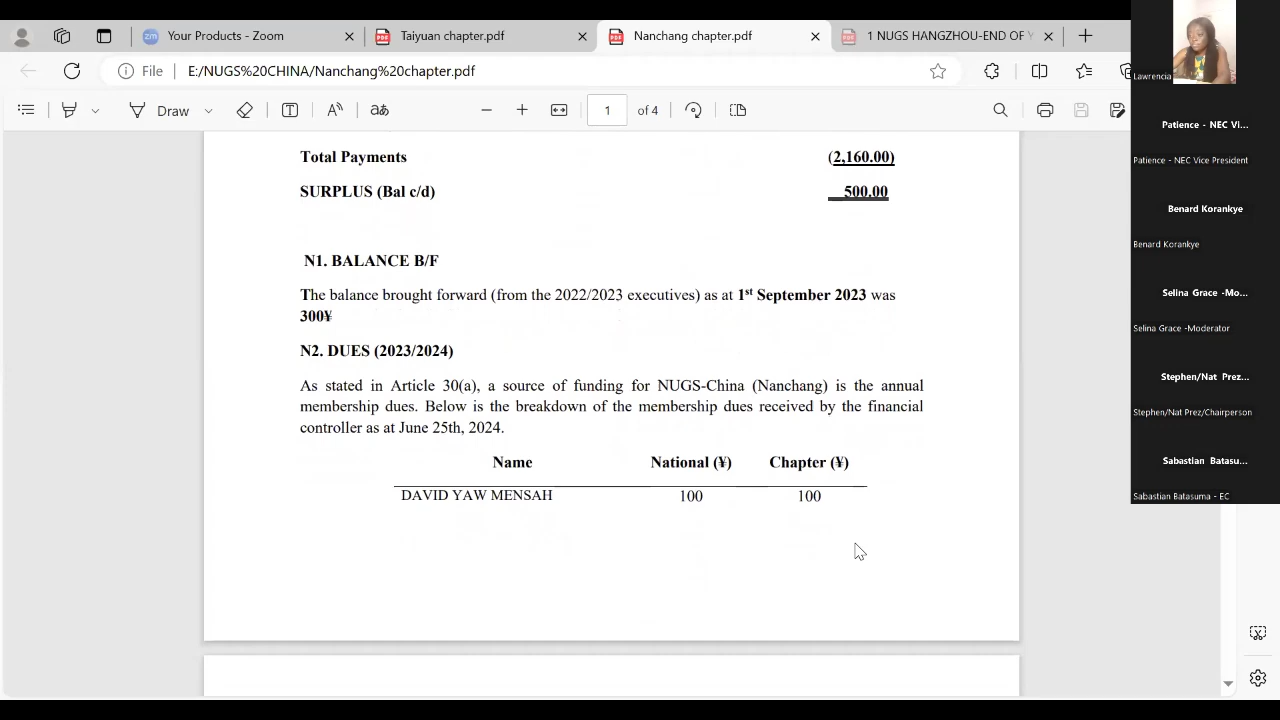 Your Products - Zoom
Taiyuan chapter.pdf
Nanchang chapter.pdf
1 NUGS HANGZHOU-END OF Y
File
E:/NUGS%20CHINA/Nanchang%20chapter.pdf
Draw
1 of 4
Total Payments (2,160.00)
SURPLUS (Bal c/d) 500.00
N1. BALANCE B/F
The balance brought forward (from the 2022/2023 executives) as at 1st September 2023 was
300¥
N2. DUES (2023/2024)
As stated in Article 30(a), a source of funding for NUGS-China (Nanchang) is the annual
membership dues. Below is the breakdown of the membership dues received by the financial
controller as at June 25th, 2024.
Name National (¥) Chapter (¥)
DAVID YAW MENSAH 100 100
Lawrencia
Patience - NEC Vi...
Patience - NEC Vice President
Benard Korankye
Benard Korankye
Selina Grace -Mo...
Selina Grace -Moderator
Stephen/Nat Prez...
Stephen/Nat Prez/Chairperson
Sabastian Batasu...
Sabastian Batasuma - EC